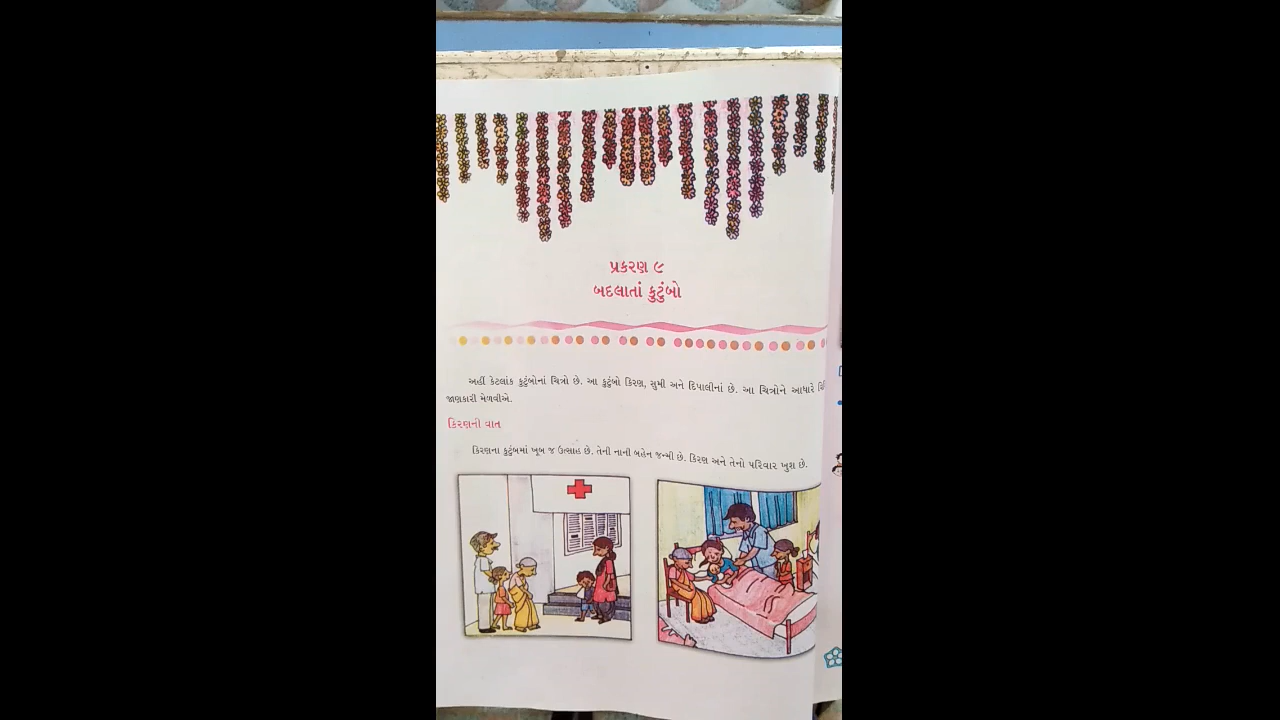 પ્રકરણ ૯
બદલાતાં કુટુંબો
અહીં કેટલાંક કુટુંબોનાં ચિત્રો છે. આ કુટુંબો કિરણ, સુમી અને દિપાલીનાં છે. આ ચિત્રોને આધારે
જાણકારી મેળવીએ.
કિરણની વાત
કિરણના કુટુંબમાં ખૂબ જ ઉત્સાહ છે. તેની નાની બહેન જન્મી છે. કિરણ અને તેનો પરિવાર ખુશ છે.